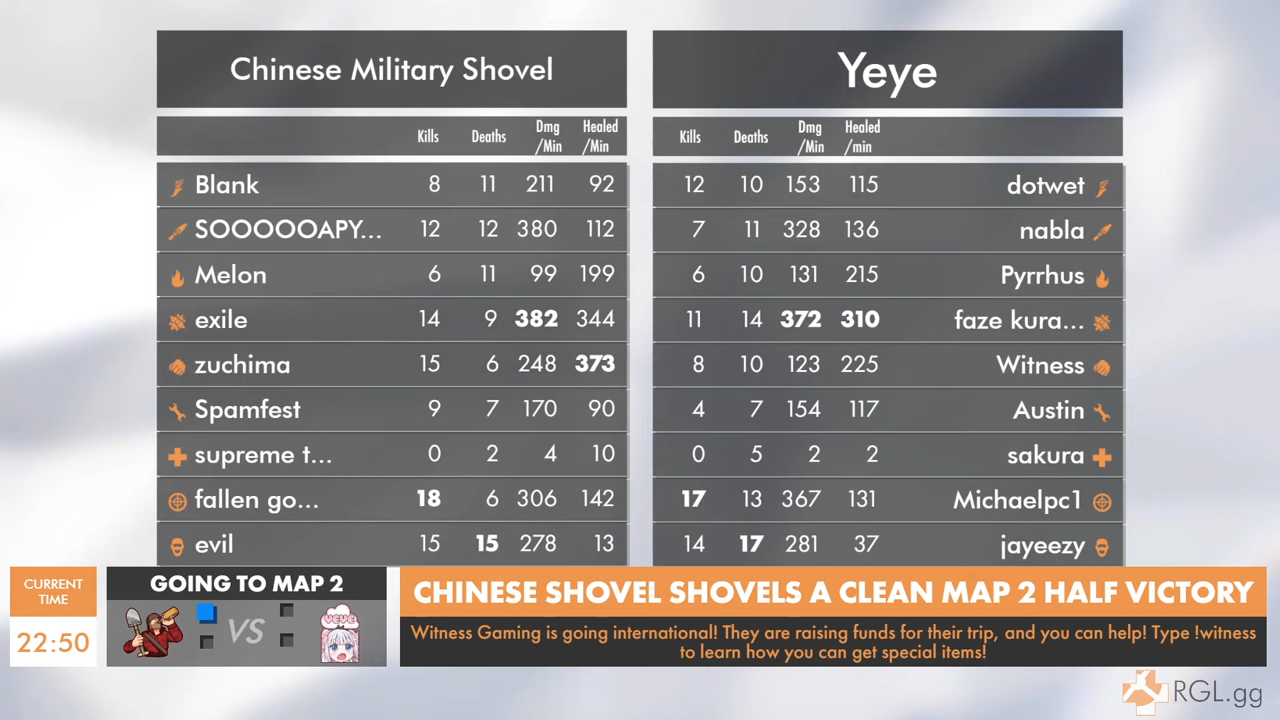 Chinese Military Shovel
Kills Deaths Dmg /Min Healed /Min
Blank 8 11 211 92
SOOOOOAPY... 12 12 380 112
Melon 6 11 99 199
exile 14 9 382 344
zuchima 15 6 248 373
Spamfest 9 7 170 90
supreme t... 0 2 4 10
fallen go... 18 6 306 142
evil 15 15 278 13
Yeye
Kills Deaths Dmg /Min Healed /min
12 10 153 115 dotwet
7 11 328 136 nabla
6 10 131 215 Pyrrhus
11 14 372 310 faze kura...
8 10 123 225 Witness
4 7 154 117 Austin
0 5 2 2 sakura
17 13 367 131 Michaelpc1
14 17 281 37 jayeezy
CURRENT
TIME
22:50
GOING TO MAP 2
VS
YEYE
CHINESE SHOVEL SHOVELS A CLEAN MAP 2 HALF VICTORY
Witness Gaming is going international! They are raising funds for their trip, and you can help! Type !witness
to learn how you can get special items!
RGL.gg